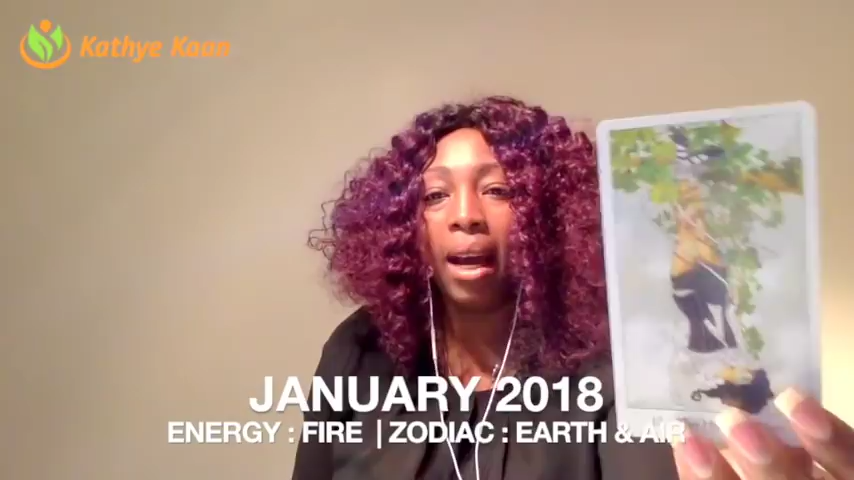 Kathye Kaan
JANUARY 2018
ENERGY : FIRE | ZODIAC : EARTH & AIR